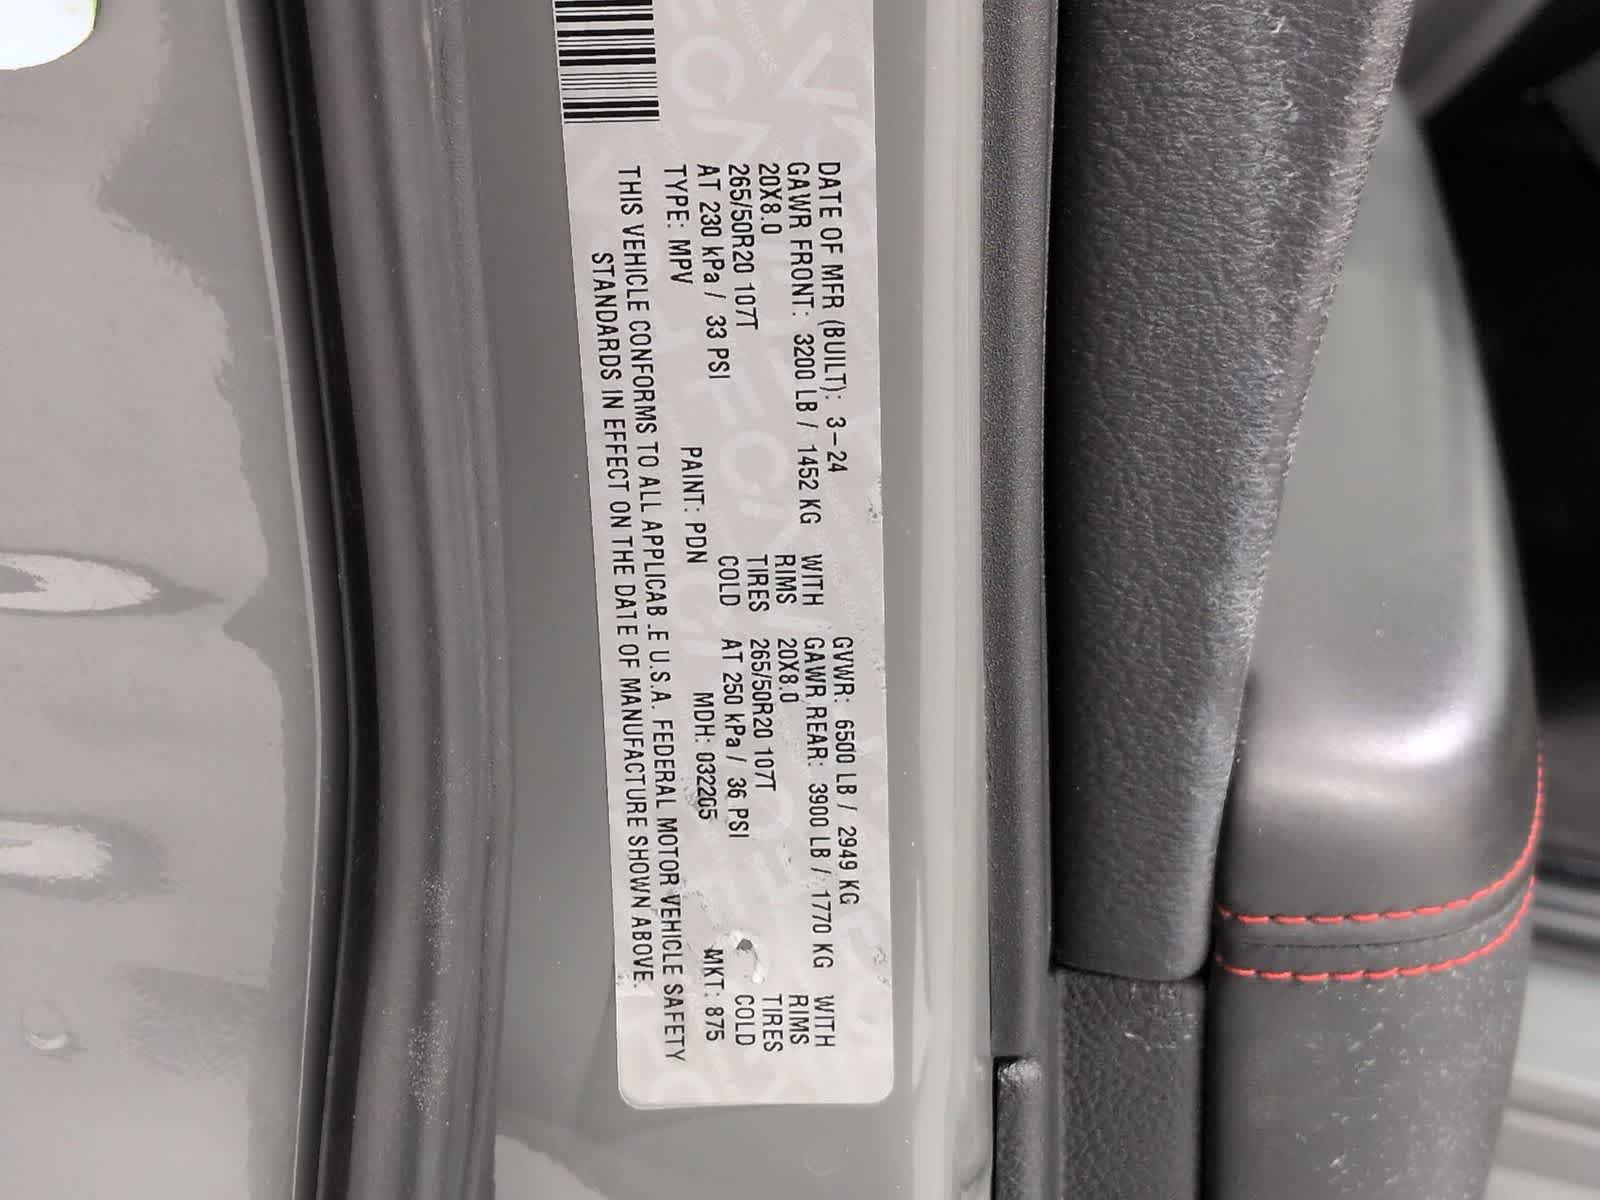 DATE OF MFR (BUILT): 3-24 GVWR: 6500 LB / 2949 KG
GAWR FRONT: 3200 LB / 1452 KG WITH GAWR REAR: 3900 LB / 1770 KG WITH
20X8.0 RIMS 20X8.0 RIMS
265/50R20 107T TIRES 265/50R20 107T TIRES
AT 230 kPa / 33 PSI COLD AT 250 kPa / 36 PSI COLD
TYPE: MPV PAINT: PDN MDH: 032205 MKT: 875
THIS VEHICLE CONFORMS TO ALL APPLICABLE U.S.A. FEDERAL MOTOR VEHICLE SAFETY
STANDARDS IN EFFECT ON THE DATE OF MANUFACTURE SHOWN ABOVE.